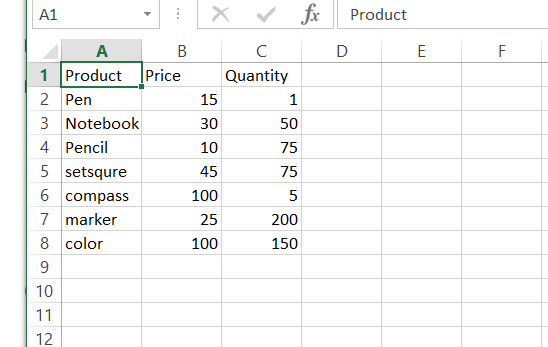 A1 fx Product
A B C D E F
1 Product Price Quantity
2 Pen 15 1
3 Notebook 30 50
4 Pencil 10 75
5 setsqure 45 75
6 compass 100 5
7 marker 25 200
8 color 100 150
9
10
11
12